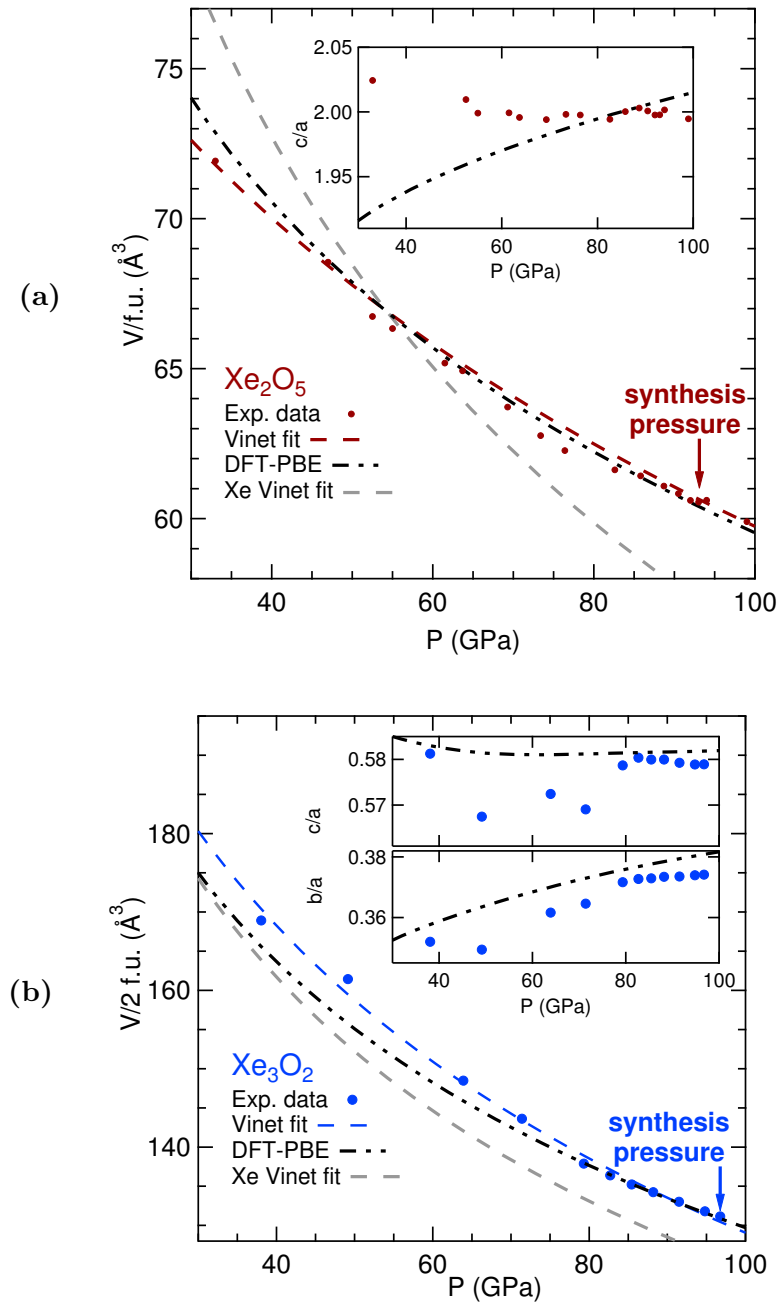 (a)
75
70
65
60
V/f.u. (Å³)
40
60
80
100
P (GPa)
2.05
2.00
1.95
c/a
40
60
80
100
P (GPa)
Xe₂O₅
Exp. data
Vinet fit
DFT-PBE
Xe Vinet fit
synthesis
pressure
(b)
180
160
140
V/2 f.u. (Å³)
40
60
80
100
P (GPa)
0.58
0.57
c/a
0.38
0.36
b/a
40
60
80
100
P (GPa)
Xe₃O₂
Exp. data
Vinet fit
DFT-PBE
Xe Vinet fit
synthesis
pressure